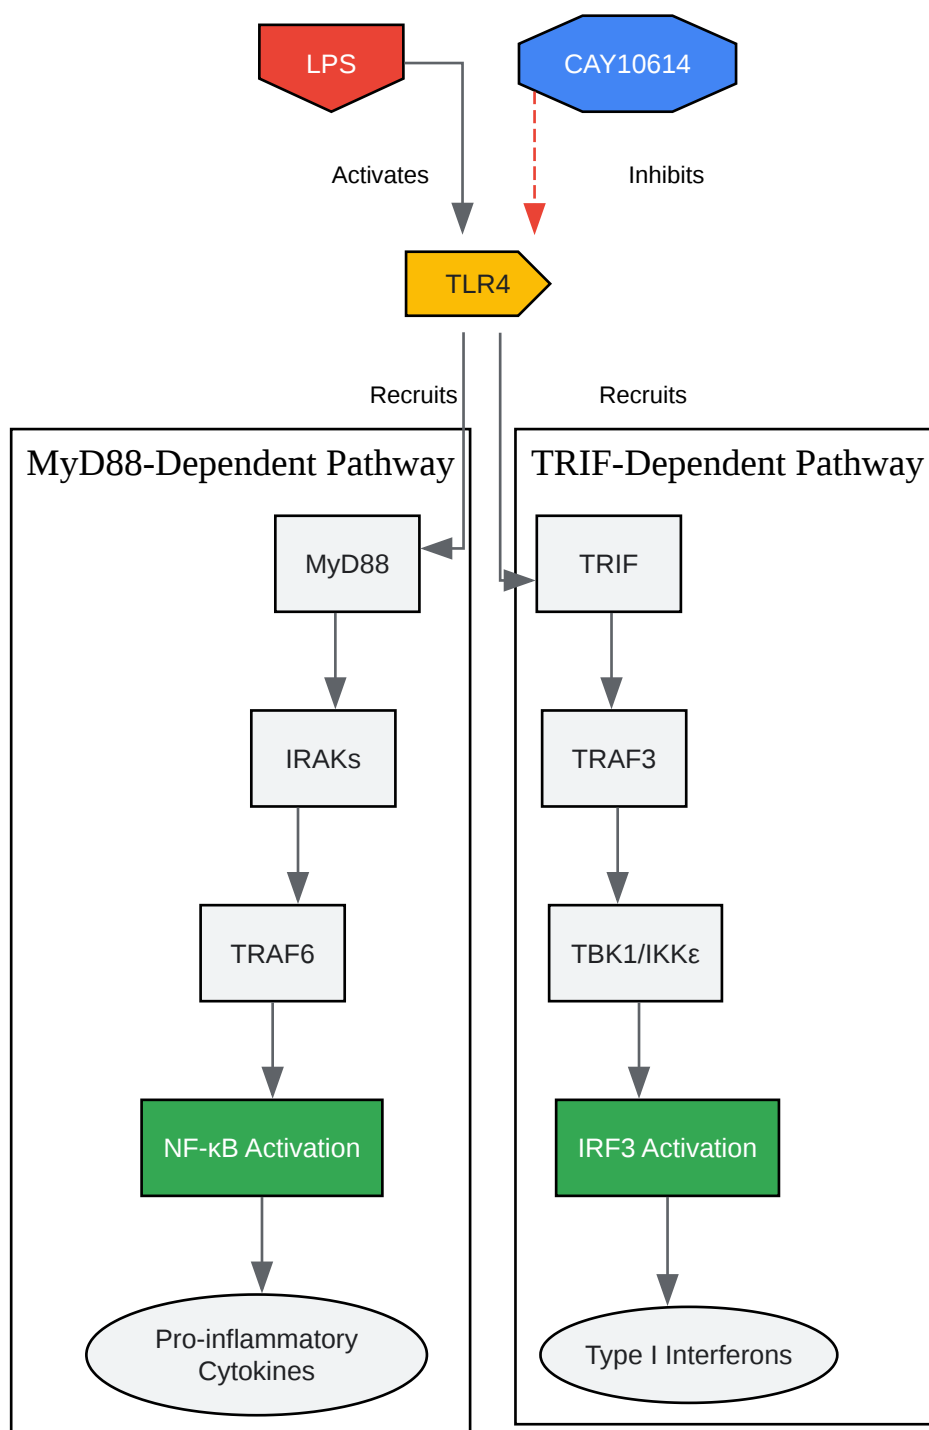 LPS
CAY10614
Activates
Inhibits
TLR4
Recruits
Recruits
MyD88-Dependent Pathway
TRIF-Dependent Pathway
MyD88
TRIF
IRAKs
TRAF3
TRAF6
TBK1/IKKε
NF-κB Activation
IRF3 Activation
Pro-inflammatory
Cytokines
Type I Interferons